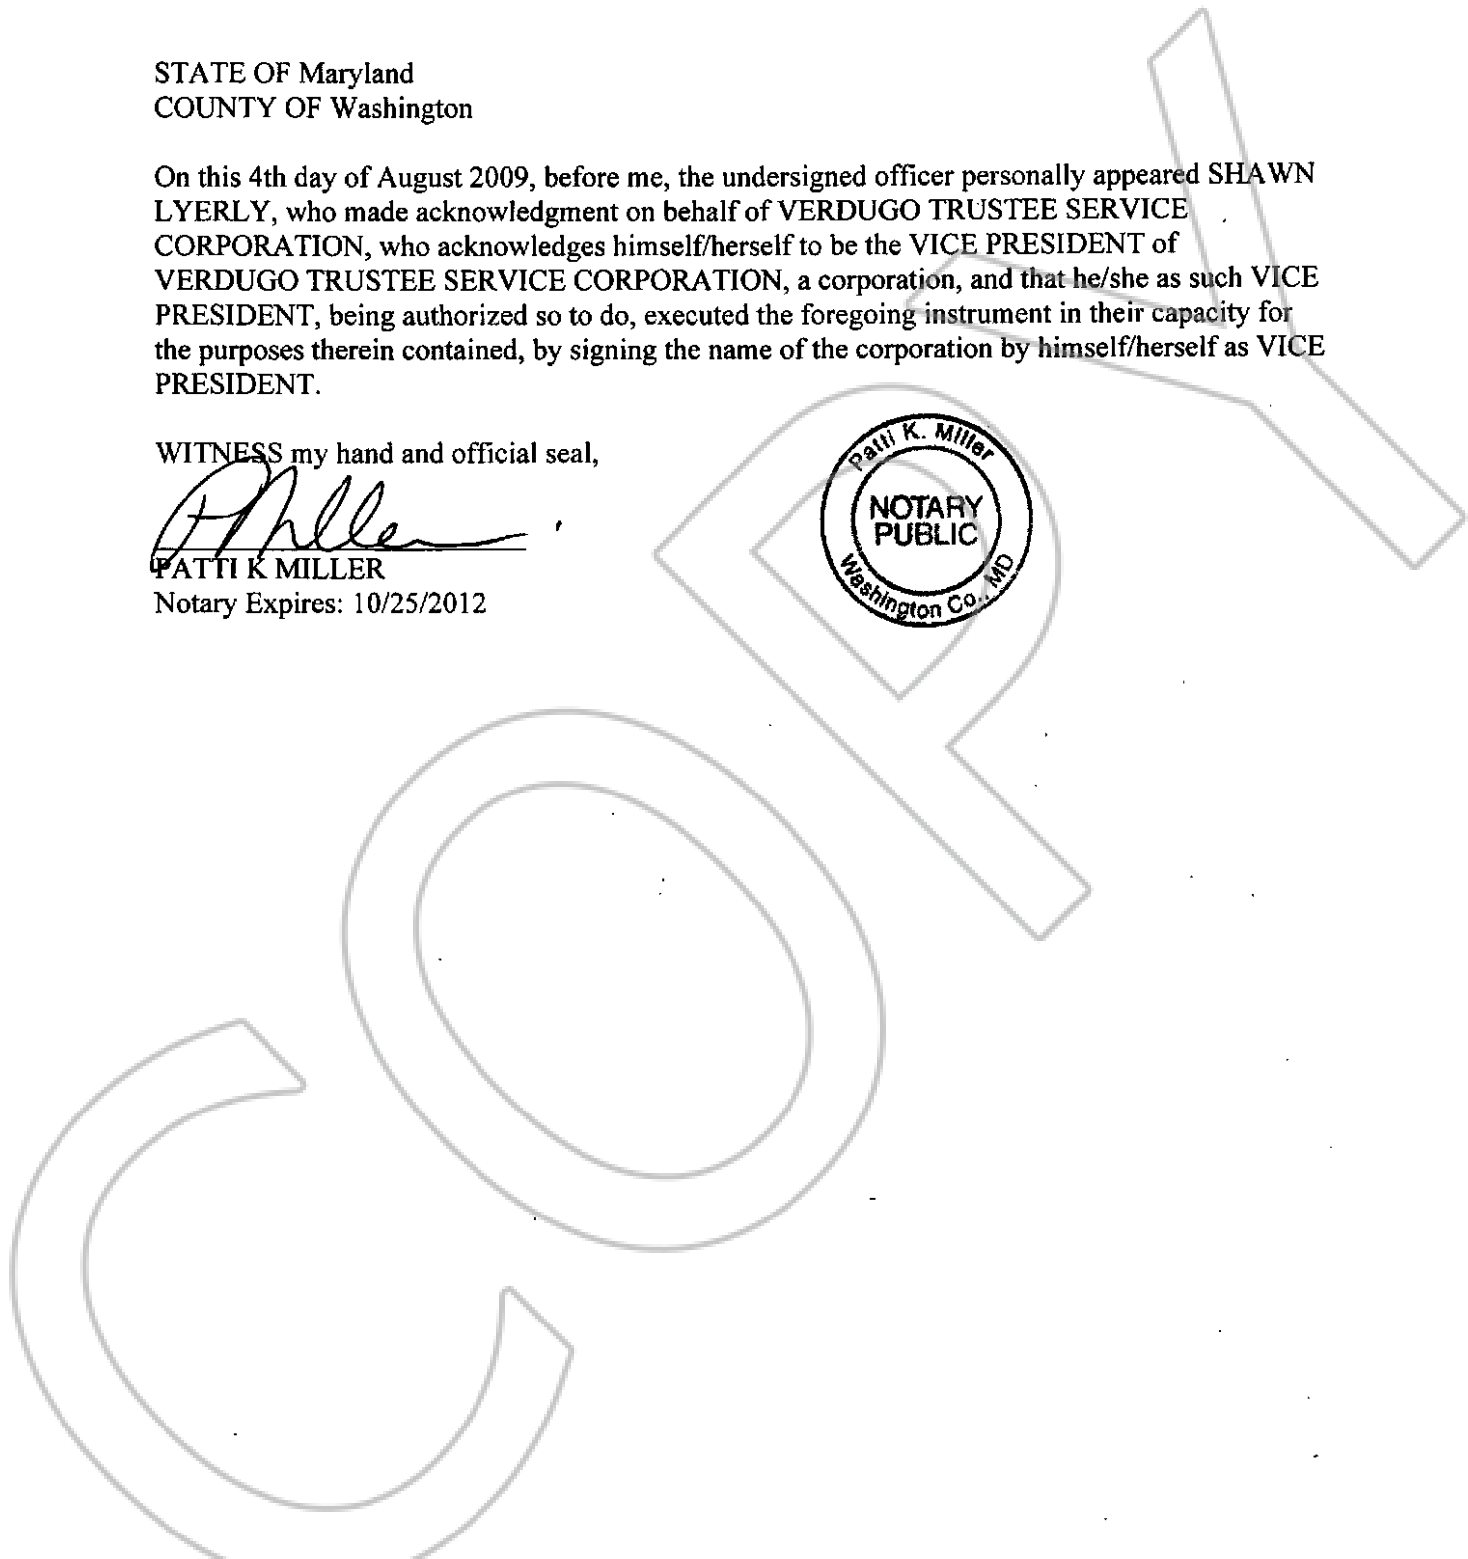 STATE OF Maryland
COUNTY OF Washington
On this 4th day of August 2009, before me, the undersigned officer personally appeared SHAWN
LYERLY, who made acknowledgment on behalf of VERDUGO TRUSTEE SERVICE
CORPORATION, who acknowledges himself/herself to be the VICE PRESIDENT of
VERDUGO TRUSTEE SERVICE CORPORATION, a corporation, and that he/she as such VICE
PRESIDENT, being authorized so to do, executed the foregoing instrument in their capacity for
the purposes therein contained, by signing the name of the corporation by himself/herself as VICE
PRESIDENT.
WITNESS my hand and official seal,
PMiller
PATTI K MILLER
Notary Expires: 10/25/2012
Patti K. Miller
NOTARY
PUBLIC
Washington Co., MD
COPY